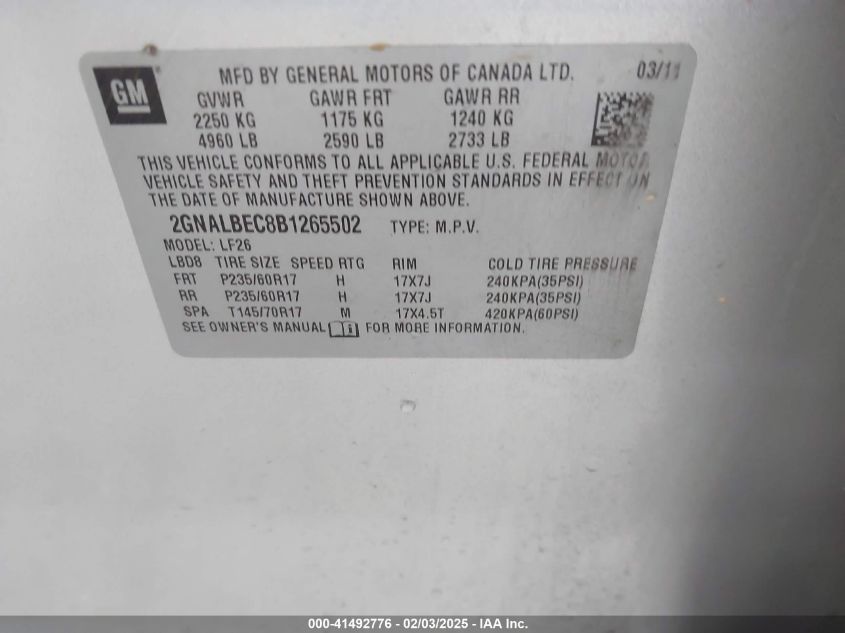 GM
MFD BY GENERAL MOTORS OF CANADA LTD. 03/11
GVWR GAWR FRT GAWR RR
2250 KG 1175 KG 1240 KG
4960 LB 2590 LB 2733 LB
THIS VEHICLE CONFORMS TO ALL APPLICABLE U.S. FEDERAL MOTOR
VEHICLE SAFETY AND THEFT PREVENTION STANDARDS IN EFFECT ON
THE DATE OF MANUFACTURE SHOWN ABOVE.
2GNALBEC8B1265502 TYPE: M.P.V.
MODEL: LF26
LBD8 TIRE SIZE SPEED RTG RIM COLD TIRE PRESSURE
FRT P235/60R17 H 17X7J 240KPA(35PSI)
RR P235/60R17 H 17X7J 240KPA(35PSI)
SPA T145/70R17 M 17X4.5T 420KPA(60PSI)
SEE OWNER'S MANUAL FOR MORE INFORMATION.
000-41492776 - 02/03/2025 - IAA Inc.